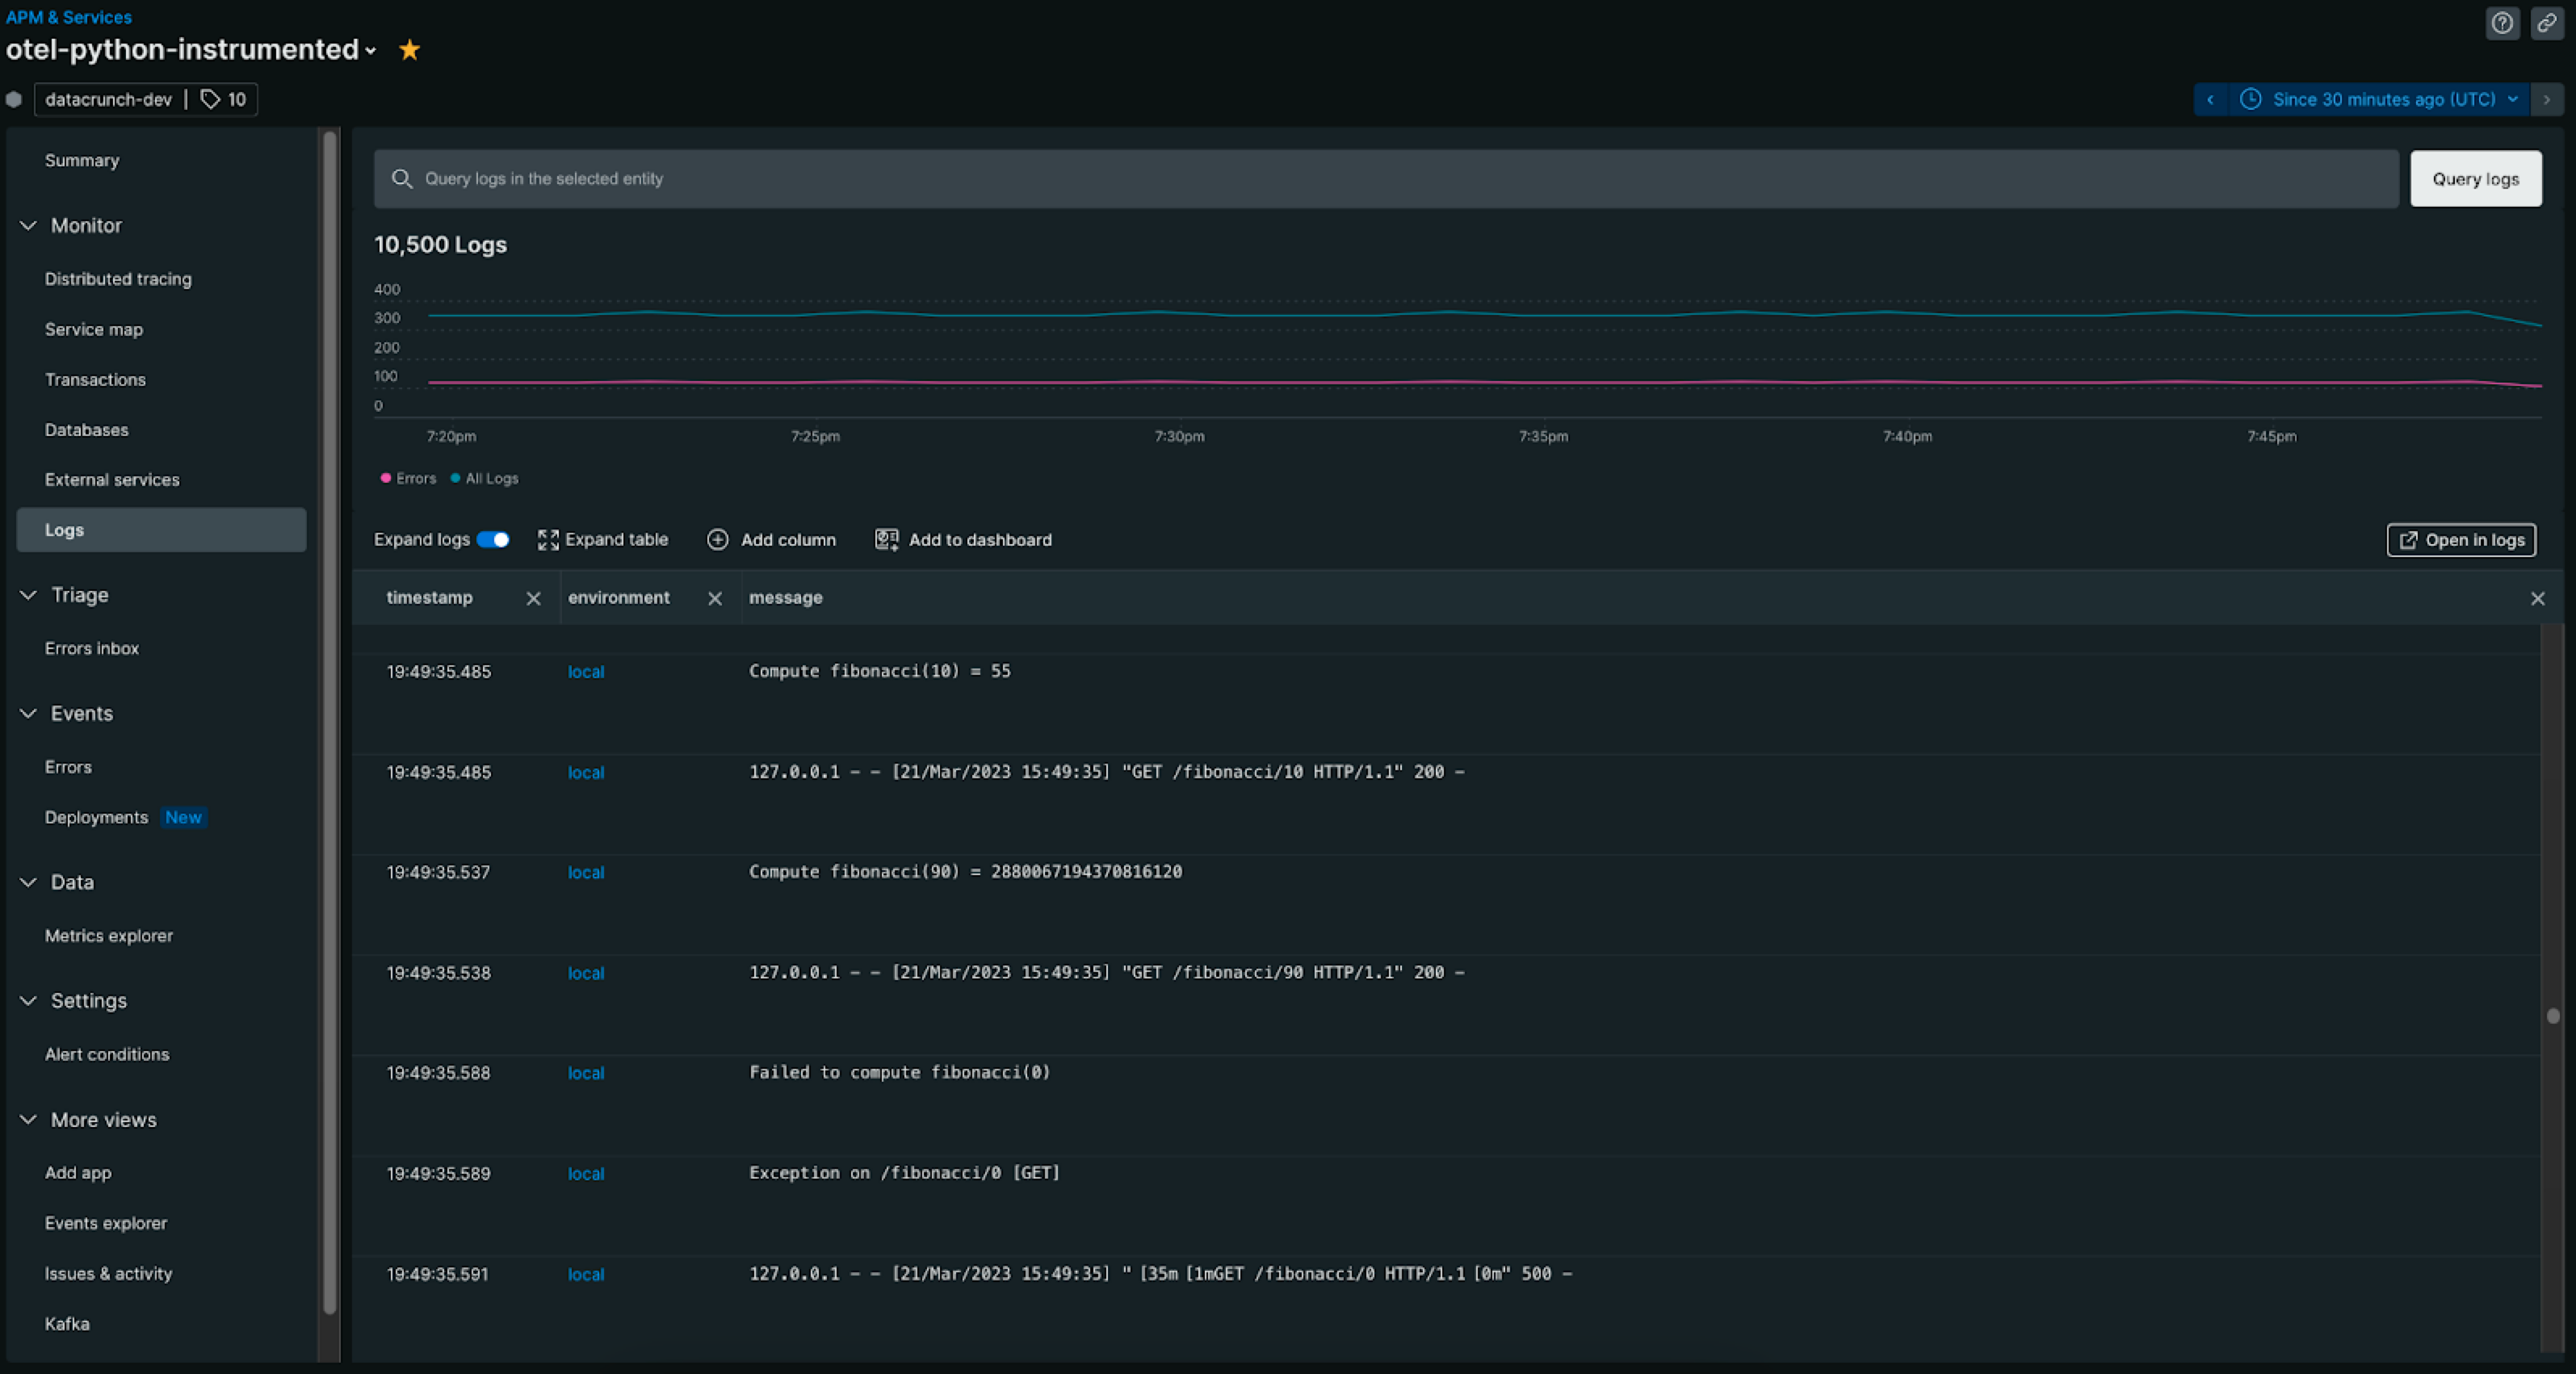 APM & Services
otel-python-instrumented
datacrunch-dev | 10
Since 30 minutes ago (UTC)
Summary
Monitor
Distributed tracing
Service map
Transactions
Databases
External services
Logs
Triage
Errors inbox
Events
Errors
Deployments New
Data
Metrics explorer
Settings
Alert conditions
More views
Add app
Events explorer
Issues & activity
Kafka
Query logs in the selected entity
Query logs
10,500 Logs
400
300
200
100
0
7:20pm 7:25pm 7:30pm 7:35pm 7:40pm 7:45pm
Errors All Logs
Expand logs Expand table Add column Add to dashboard Open in logs
timestamp environment message
19:49:35.485 local Compute fibonacci(10) = 55
19:49:35.485 local 127.0.0.1 - - [21/Mar/2023 15:49:35] "GET /fibonacci/10 HTTP/1.1" 200 -
19:49:35.537 local Compute fibonacci(90) = 2880067194370816120
19:49:35.538 local 127.0.0.1 - - [21/Mar/2023 15:49:35] "GET /fibonacci/90 HTTP/1.1" 200 -
19:49:35.588 local Failed to compute fibonacci(0)
19:49:35.589 local Exception on /fibonacci/0 [GET]
19:49:35.591 local 127.0.0.1 - - [21/Mar/2023 15:49:35] " [35m [1mGET /fibonacci/0 HTTP/1.1 [0m" 500 -